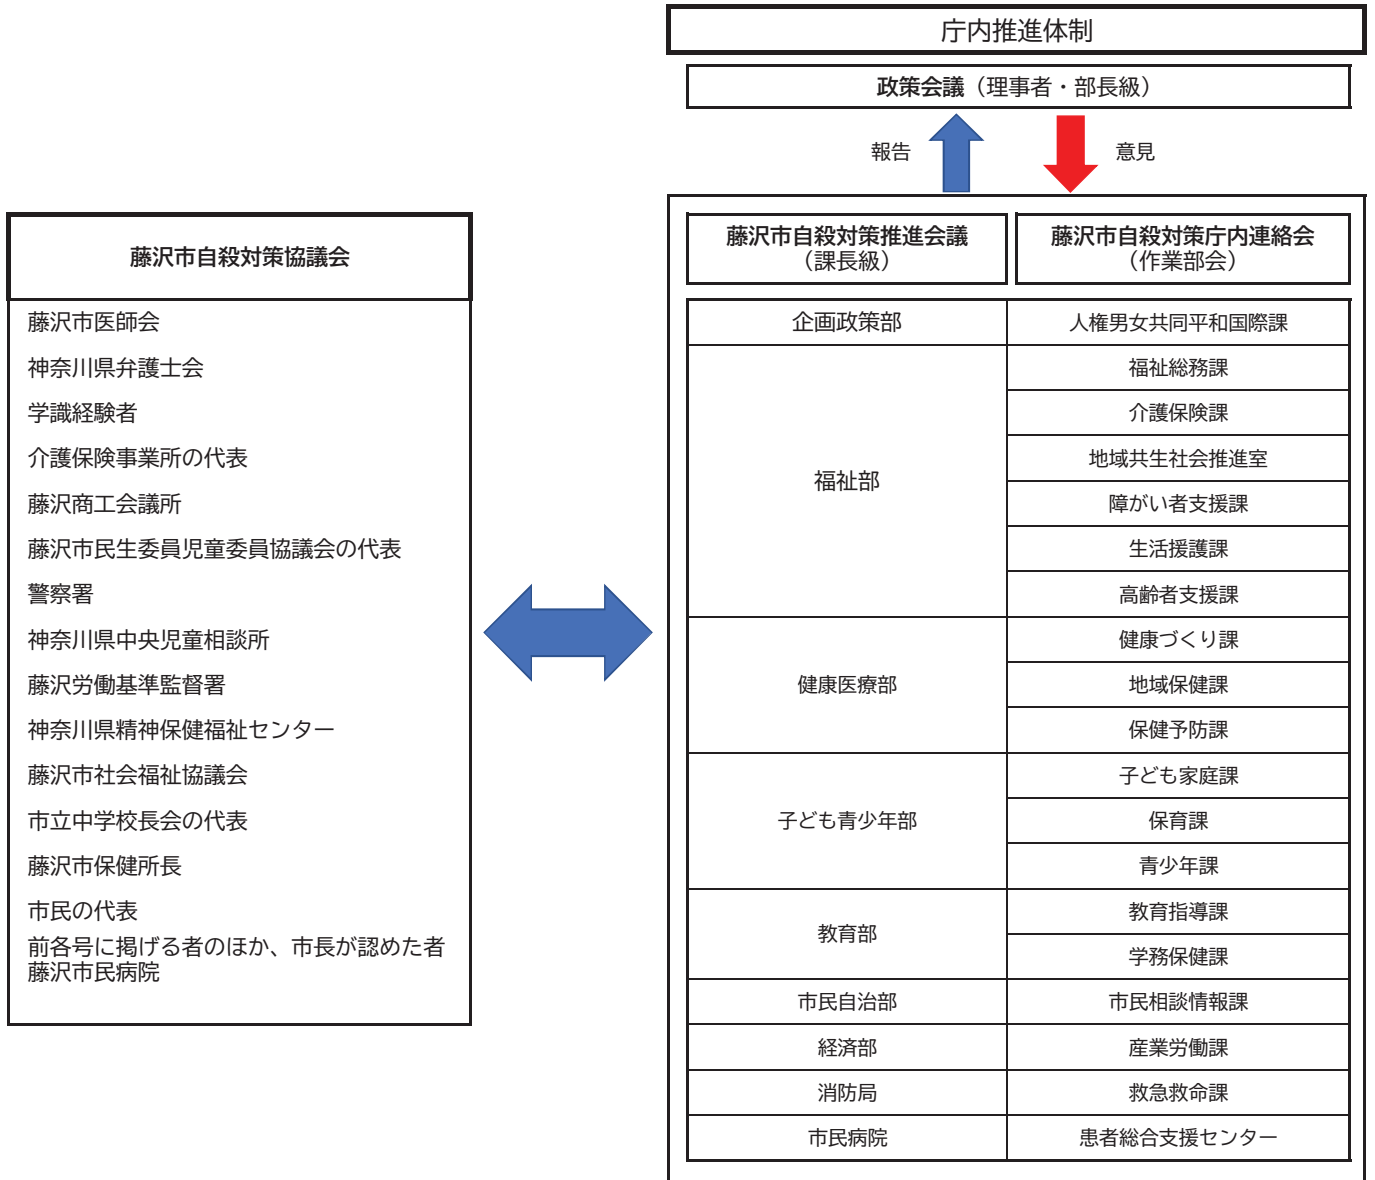 庁内推進体制
政策会議（理事者・部長級）
報告
意見
藤沢市自殺対策協議会
藤沢市医師会
神奈川県弁護士会
学識経験者
介護保険事業所の代表
藤沢商工会議所
藤沢市民生委員児童委員協議会の代表
警察署
神奈川県中央児童相談所
藤沢労働基準監督署
神奈川県精神保健福祉センター
藤沢市社会福祉協議会
市立中学校長会の代表
藤沢市保健所長
市民の代表
前各号に掲げる者のほか、市長が認めた者
藤沢市民病院
藤沢市自殺対策推進会議
（課長級）
藤沢市自殺対策庁内連絡会
（作業部会）
企画政策部
人権男女共同平和国際課
福祉部
福祉総務課
介護保険課
地域共生社会推進室
障がい者支援課
生活援護課
高齢者支援課
健康医療部
健康づくり課
地域保健課
保健予防課
子ども青少年部
子ども家庭課
保育課
青少年課
教育部
教育指導課
学務保健課
市民自治部
市民相談情報課
経済部
産業労働課
消防局
救急救命課
市民病院
患者総合支援センター